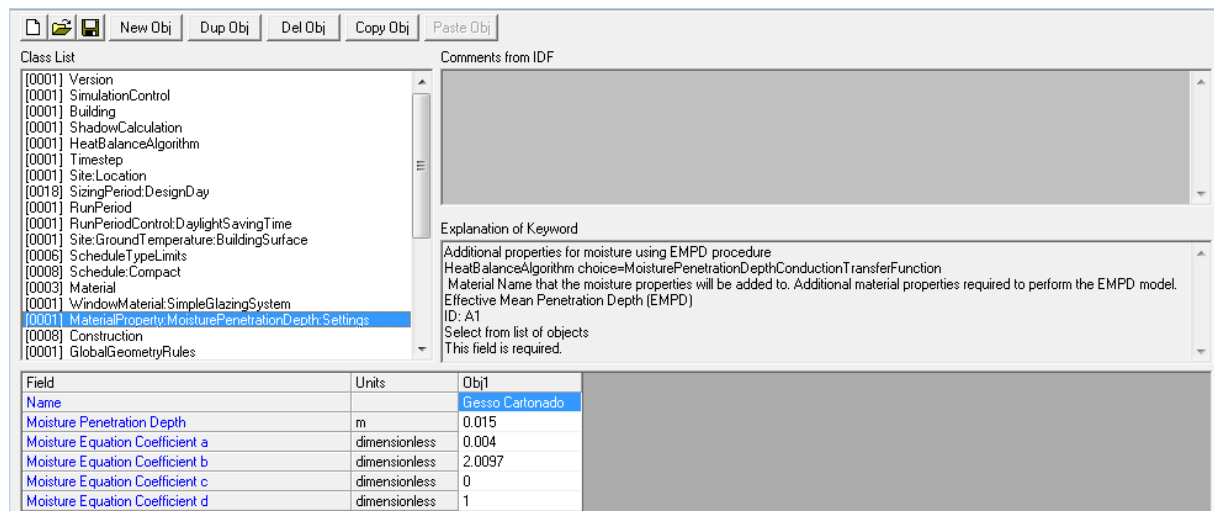 New Obj Dup Obj Del Obj Copy Obj Paste Obj
Class List
[0001] Version
[0001] SimulationControl
[0001] Building
[0001] ShadowCalculation
[0001] HeatBalanceAlgorithm
[0001] Timestep
[0001] Site:Location
[0018] SizingPeriod:DesignDay
[0001] RunPeriod
[0001] RunPeriodControl:DaylightSavingTime
[0001] Site:GroundTemperature:BuildingSurface
[0006] ScheduleTypeLimits
[0008] Schedule:Compact
[0003] Material
[0001] WindowMaterial:SimpleGlazingSystem
[0001] MaterialProperty:MoisturePenetrationDepth:Settings
[0008] Construction
[0001] GlobalGeometryRules
Comments from IDF
Explanation of Keyword
Additional properties for moisture using EMPD procedure
HeatBalanceAlgorithm choice=MoisturePenetrationDepthConductionTransferFunction
Material Name that the moisture properties will be added to. Additional material properties required to perform the EMPD model.
Effective Mean Penetration Depth (EMPD)
ID: A1
Select from list of objects
This field is required.
Field Units Obj1
Name Gesso Cartonado
Moisture Penetration Depth m 0.015
Moisture Equation Coefficient a dimensionless 0.004
Moisture Equation Coefficient b dimensionless 2.0097
Moisture Equation Coefficient c dimensionless 0
Moisture Equation Coefficient d dimensionless 1